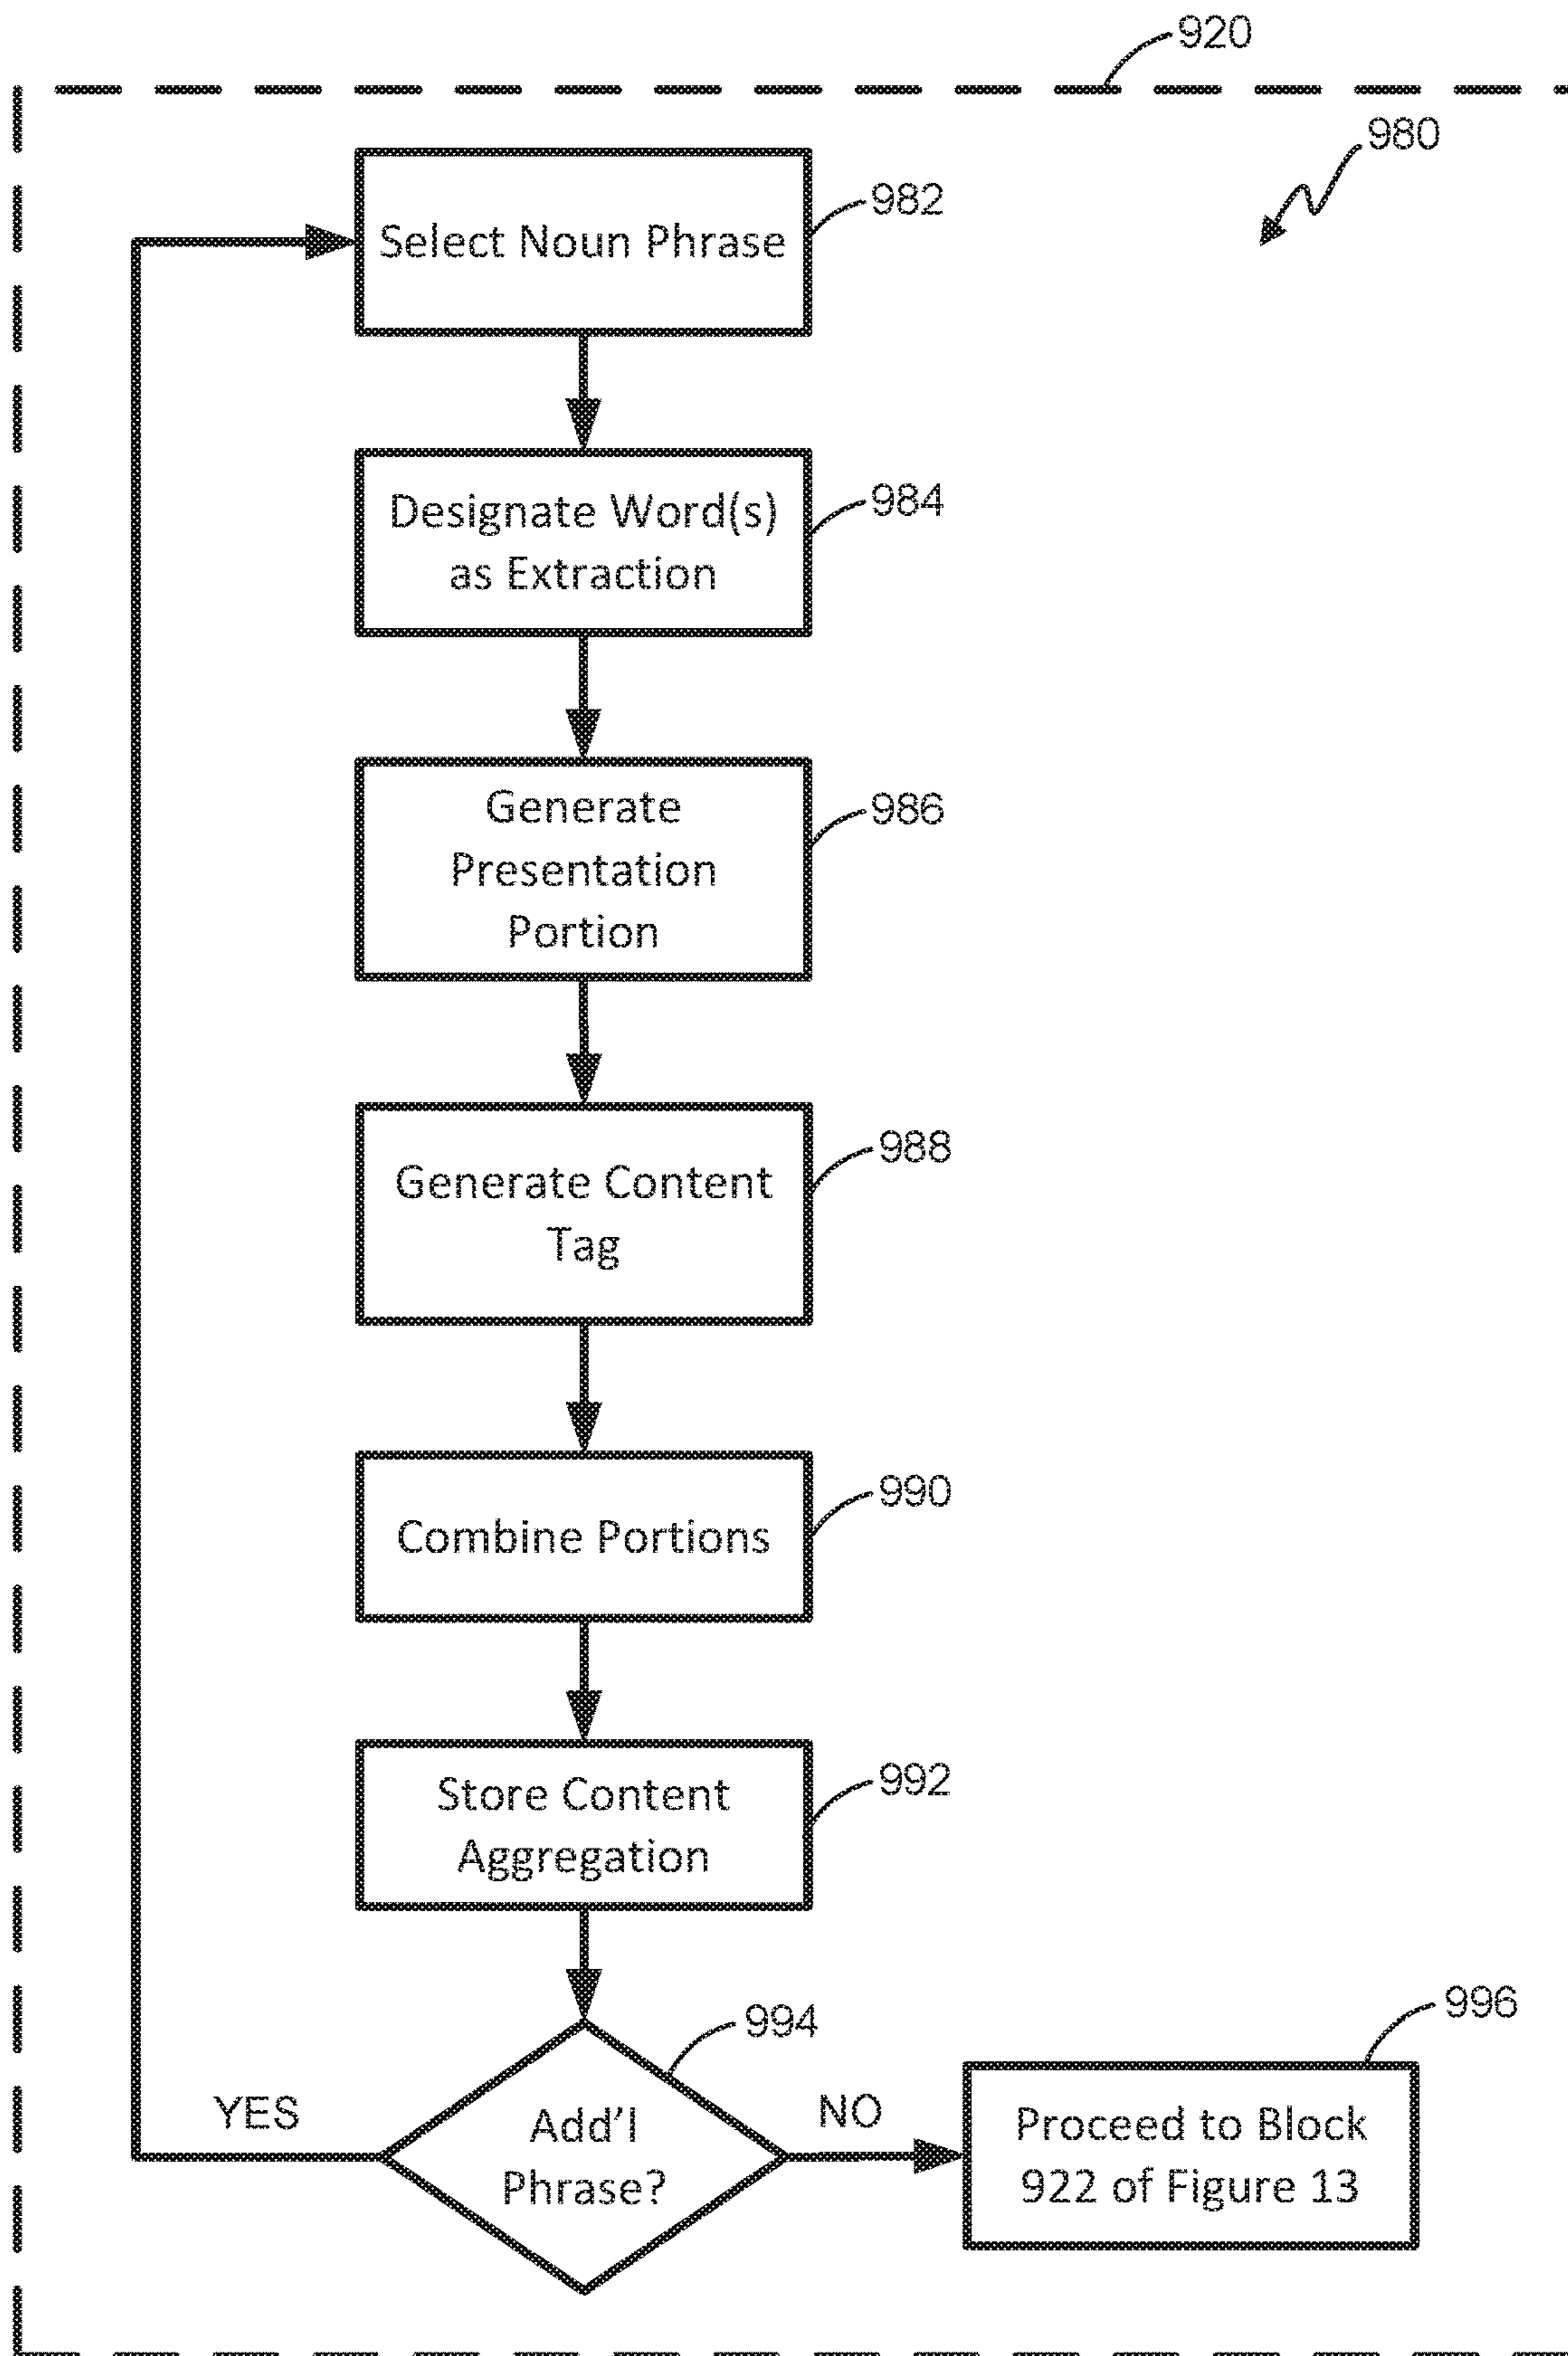 920
980
Select Noun Phrase
982
Designate Word(s)
as Extraction
984
Generate
Presentation
Portion
986
Generate Content
Tag
988
Combine Portions
990
Store Content
Aggregation
992
Add'l
Phrase?
994
YES
NO
Proceed to Block
922 of Figure 13
996